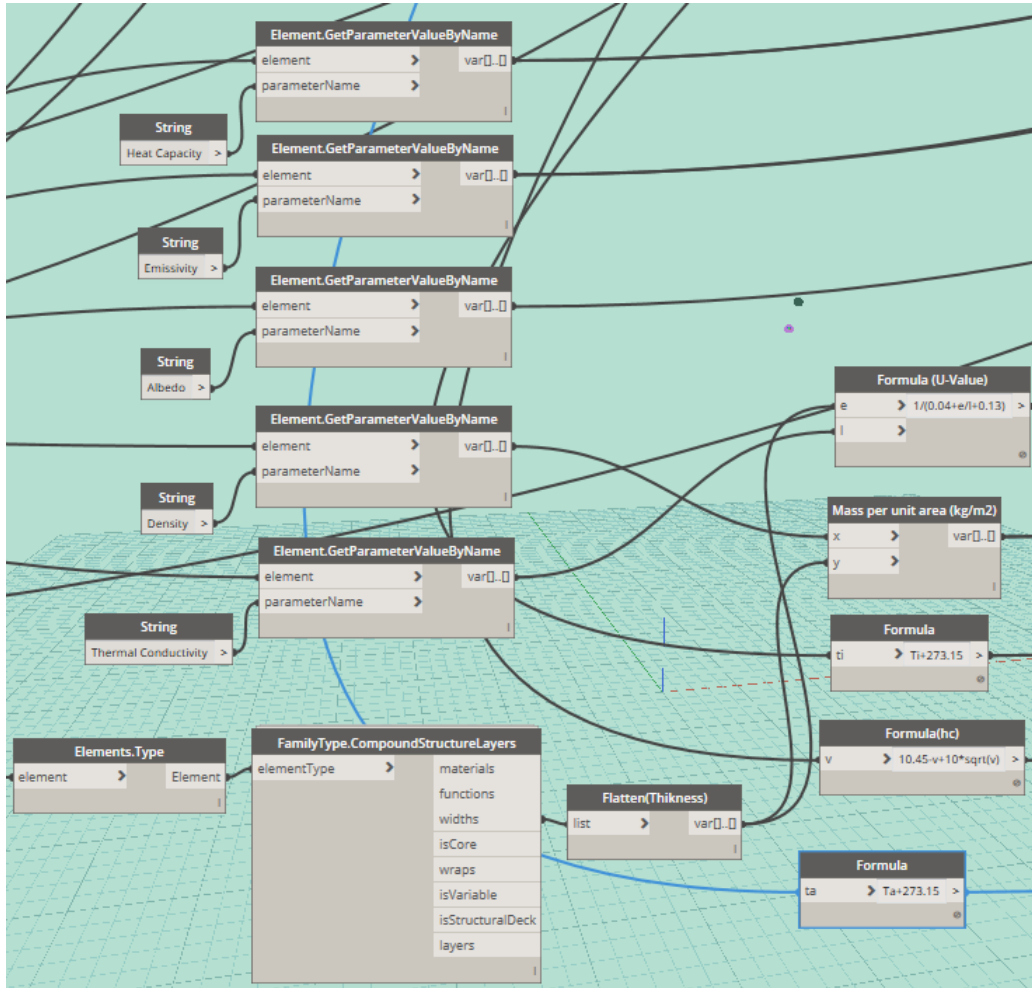 Element.GetParameterValueByName
element > var[]..[]
parameterName >
String
Heat Capacity >
Element.GetParameterValueByName
element > var[]..[]
parameterName >
String
Emissivity >
Element.GetParameterValueByName
element > var[]..[]
parameterName >
String
Albedo >
Formula (U-Value)
e > 1/(0.04+e/l+0.13) >
l >
Element.GetParameterValueByName
element > var[]..[]
parameterName >
String
Density >
Mass per unit area (kg/m2)
x > var[]..[]
y >
Element.GetParameterValueByName
element > var[]..[]
parameterName >
String
Thermal Conductivity >
Formula
ti > Ti+273.15 >
Formula(hc)
v > 10.45-v+10*sqrt(v) >
Elements.Type
element > Element
FamilyType.CompoundStructureLayers
elementType > materials
functions
widths
isCore
wraps
isVariable
isStructuralDeck
layers
Flatten(Thikness)
list > var[]..[]
Formula
ta > Ta+273.15 >